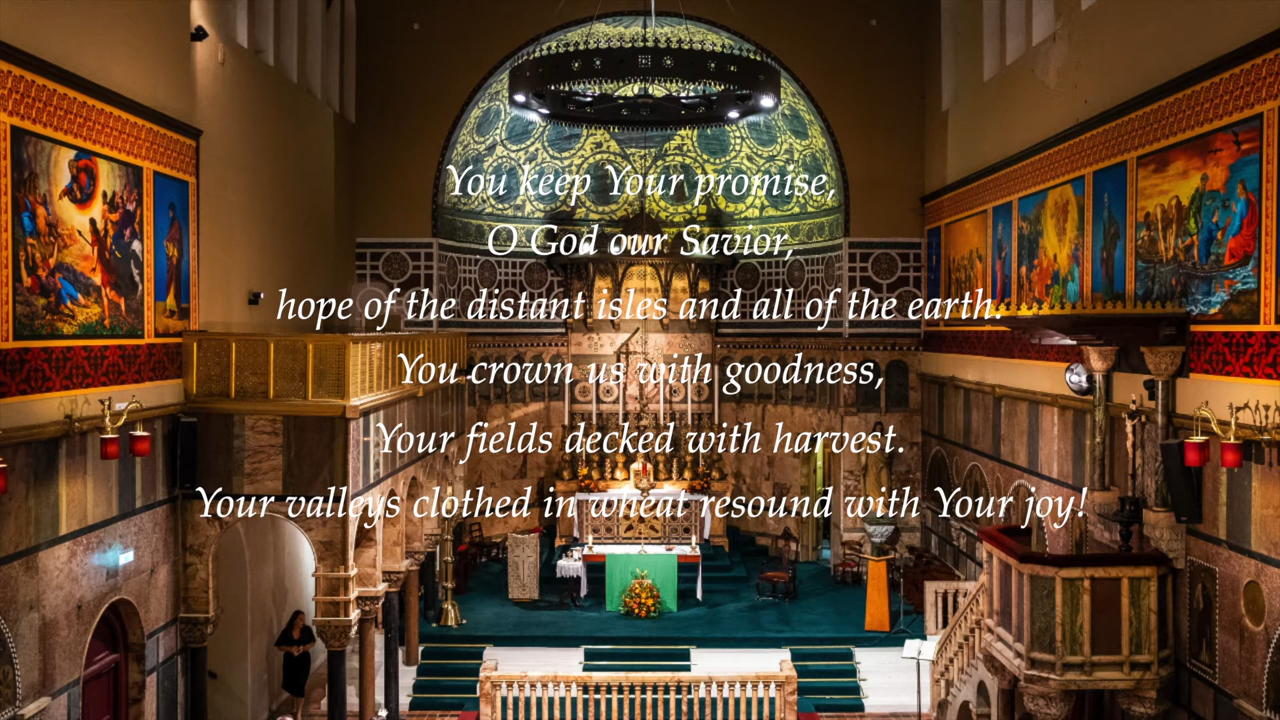 You keep Your promise,
O God our Savior,
hope of the distant isles and all of the earth.
You crown us with goodness,
Your fields decked with harvest.
Your valleys clothed in wheat resound with Your joy!